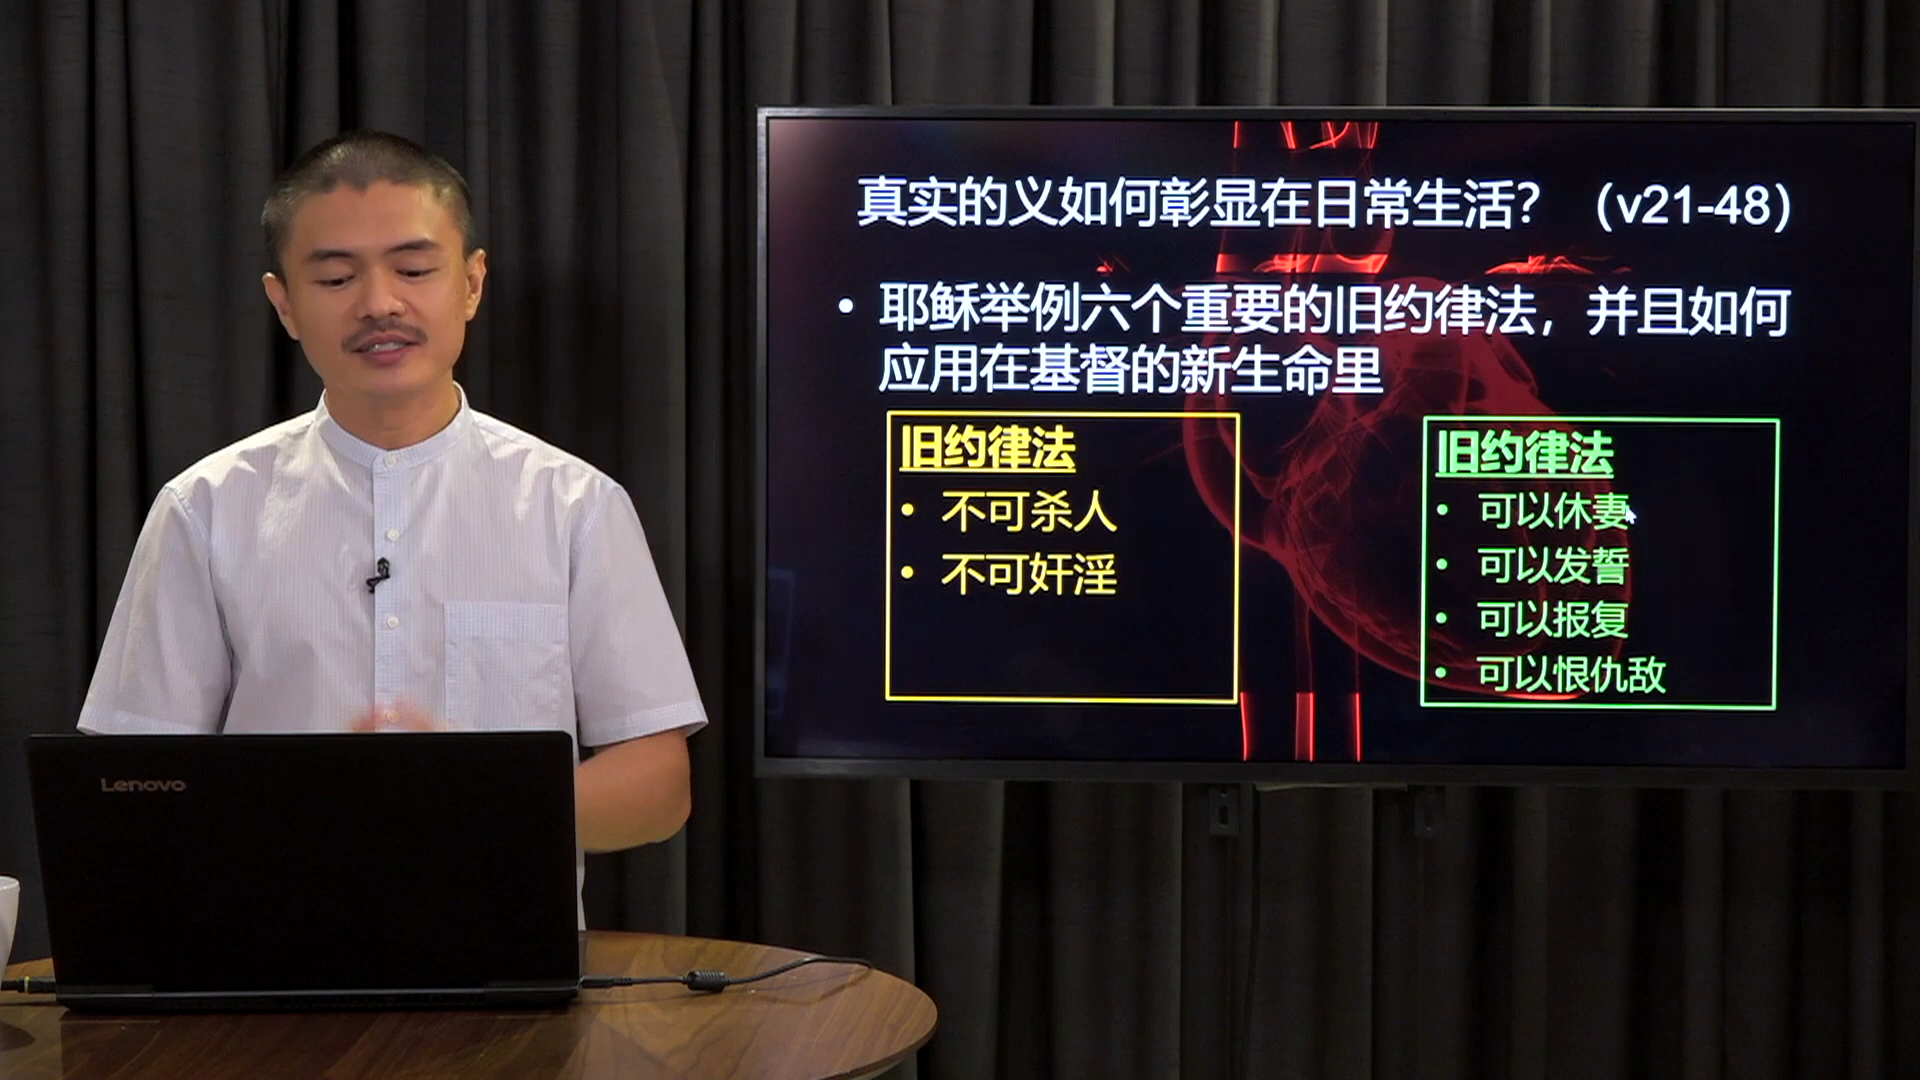 真实的义如何彰显在日常生活？（v21-48）
• 耶稣举例六个重要的旧约律法，并且如何
应用在基督的新生命里
旧约律法
• 不可杀人
• 不可奸淫
旧约律法
• 可以休妻
• 可以发誓
• 可以报复
• 可以恨仇敌
Lenovo